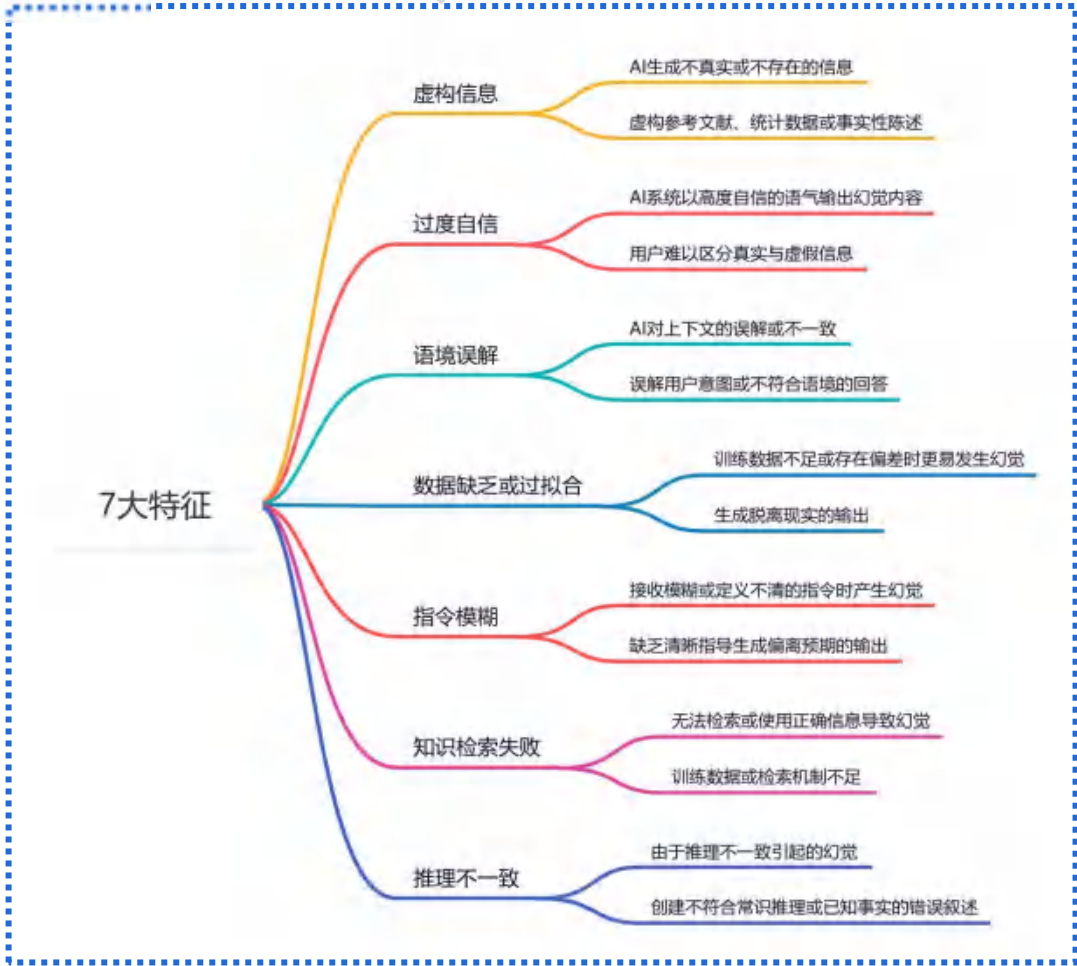 7大特征
虚构信息
AI生成不真实或不存在的信息
虚构参考文献、统计数据或事实性陈述
过度自信
AI系统以高度自信的语气输出幻觉内容
用户难以区分真实与虚假信息
语境误解
AI对上下文的误解或不一致
误解用户意图或不符合语境的回答
数据缺乏或过拟合
训练数据不足或存在偏差时更易发生幻觉
生成脱离现实的输出
指令模糊
接收模糊或定义不清的指令时产生幻觉
缺乏清晰指导生成偏离预期的输出
知识检索失败
无法检索或使用正确信息导致幻觉
训练数据或检索机制不足
推理不一致
由于推理不一致引起的幻觉
创建不符合常识推理或已知事实的错误叙述